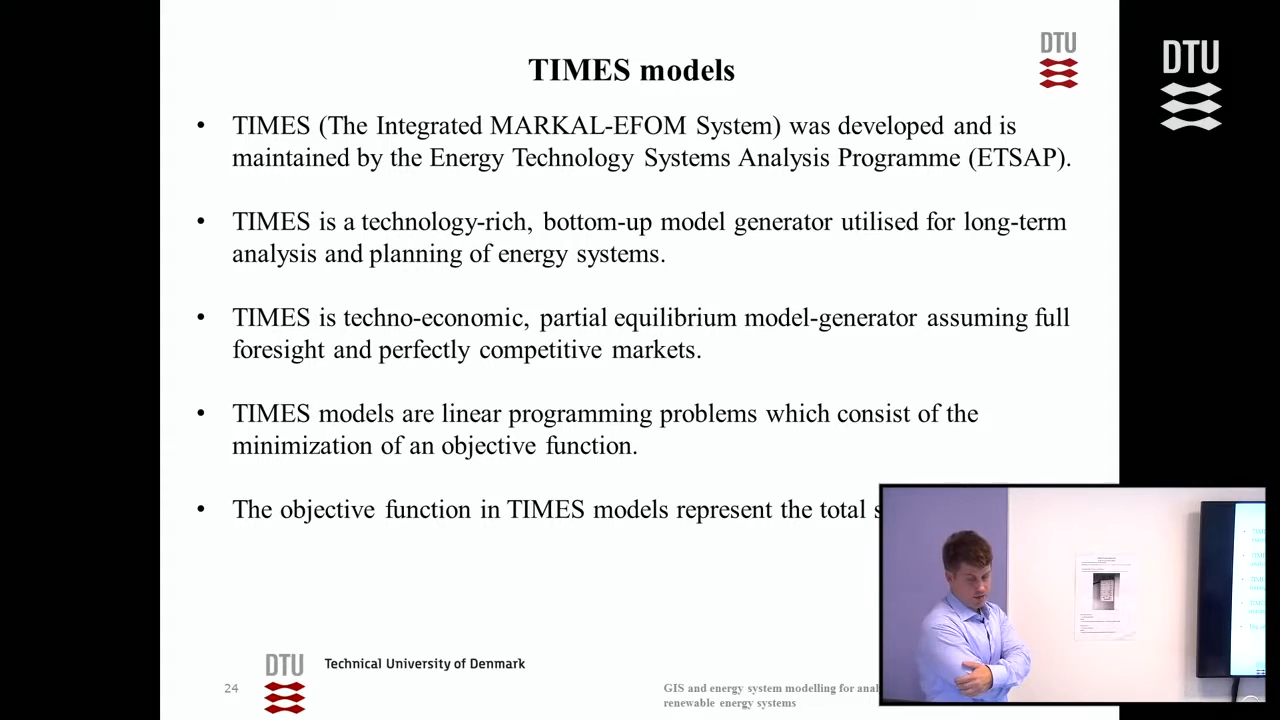 DTU
DTU
TIMES models
• TIMES (The Integrated MARKAL-EFOM System) was developed and is
maintained by the Energy Technology Systems Analysis Programme (ETSAP).
• TIMES is a technology-rich, bottom-up model generator utilised for long-term
analysis and planning of energy systems.
• TIMES is techno-economic, partial equilibrium model-generator assuming full
foresight and perfectly competitive markets.
• TIMES models are linear programming problems which consist of the
minimization of an objective function.
• The objective function in TIMES models represent the total
DTU
Technical University of Denmark
24
GIS and energy system modelling for
renewable energy systems